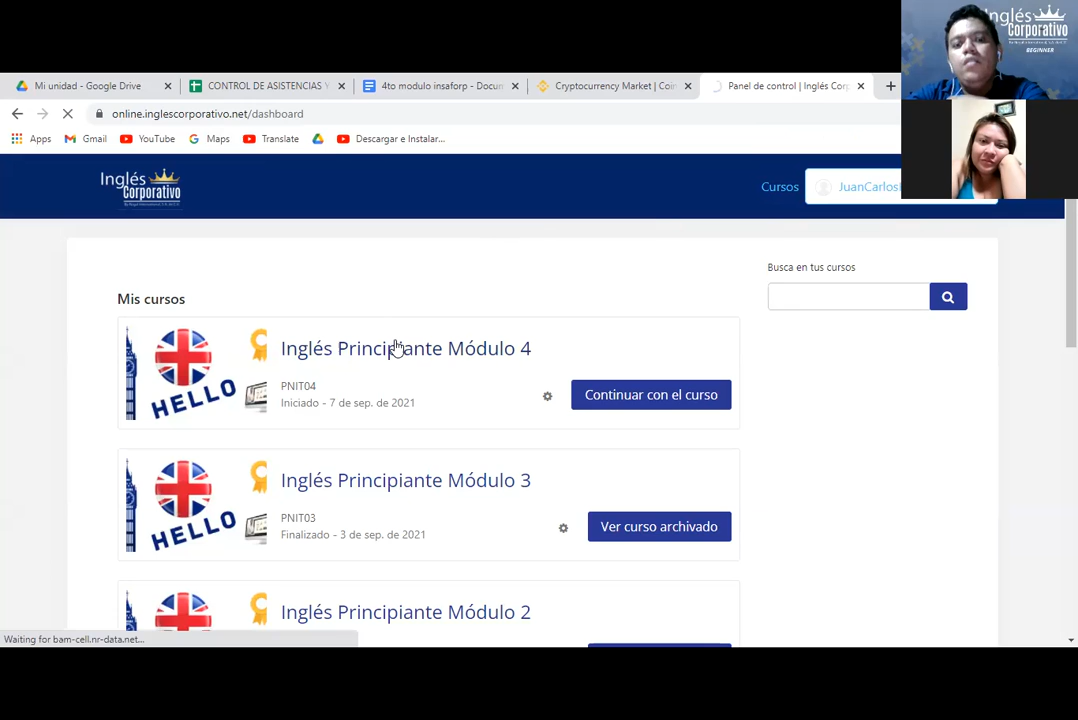 Inglés
Corporativo
BEGINNER
Mi unidad - Google Drive
CONTROL DE ASISTENCIAS Y
4to modulo insaforp - Docum
Cryptocurrency Market | Coin
Panel de control | Inglés Corp
online.inglescorporativo.net/dashboard
Apps
Gmail
YouTube
Maps
Translate
Descargar e Instalar...
Inglés
Corporativo
Cursos
JuanCarlos
Busca en tus cursos
Mis cursos
HELLO
Inglés Principiante Módulo 4
PNIT04
Iniciado - 7 de sep. de 2021
Continuar con el curso
HELLO
Inglés Principiante Módulo 3
PNIT03
Finalizado - 3 de sep. de 2021
Ver curso archivado
Inglés Principiante Módulo 2
Waiting for bam-cell.nr-data.net...